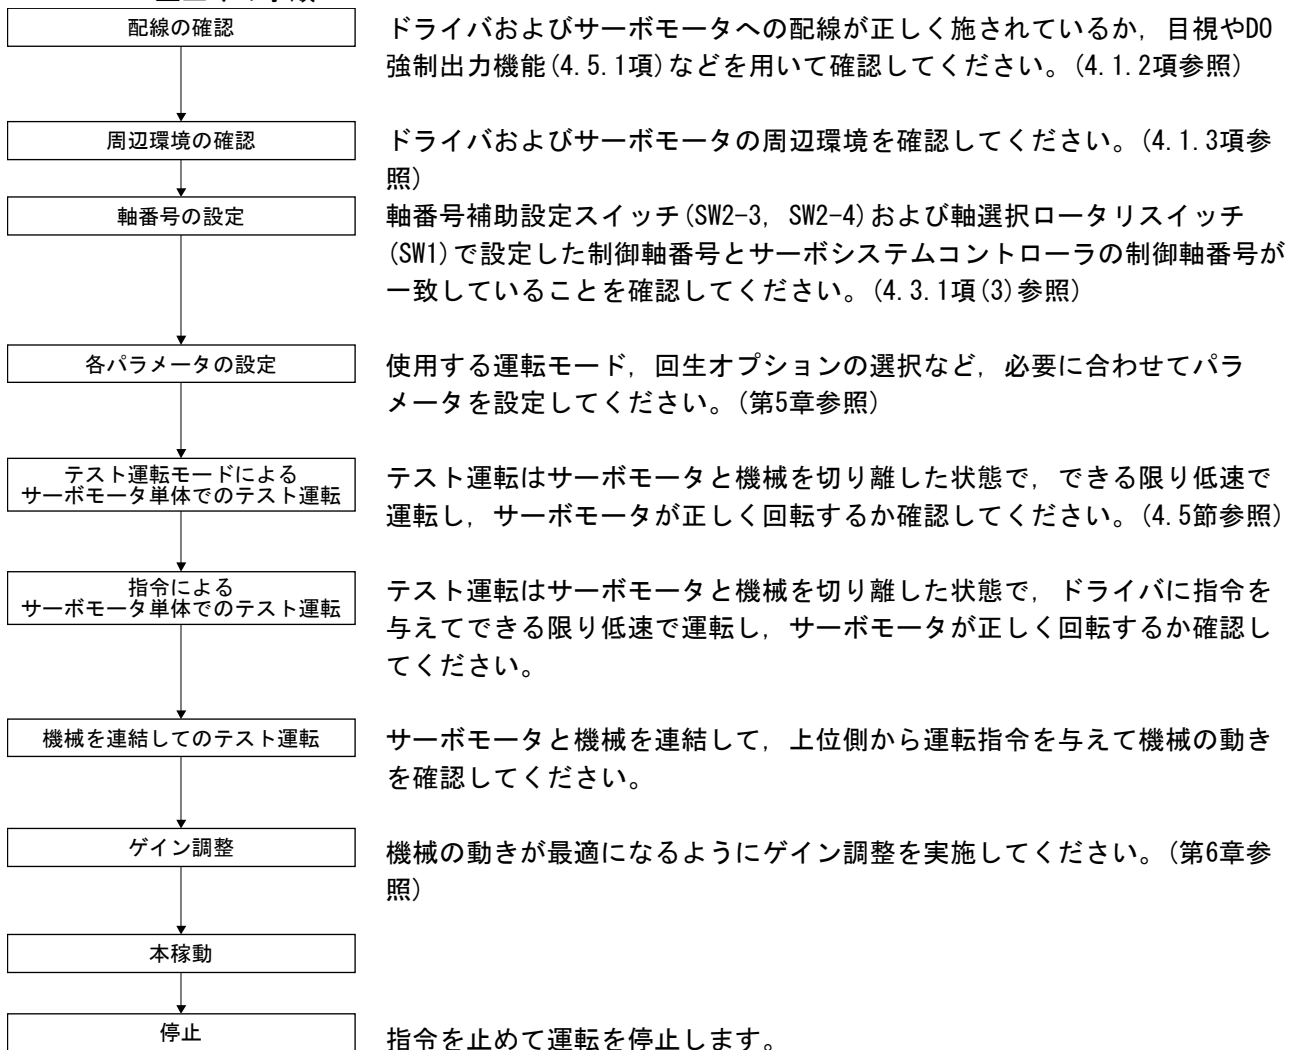 配線の確認
ドライバおよびサーボモータへの配線が正しく施されているか，目視やDO
強制出力機能(4.5.1項)などを用いて確認してください。(4.1.2項参照)
周辺環境の確認
ドライバおよびサーボモータの周辺環境を確認してください。(4.1.3項参
照)
軸番号の設定
軸番号補助設定スイッチ(SW2-3，SW2-4)および軸選択ロータリスイッチ
(SW1)で設定した制御軸番号とサーボシステムコントローラの制御軸番号が
一致していることを確認してください。(4.3.1項(3)参照)
各パラメータの設定
使用する運転モード，回生オプションの選択など，必要に合わせてパラ
メータを設定してください。(第5章参照)
テスト運転モードによる
サーボモータ単体でのテスト運転
テスト運転はサーボモータと機械を切り離した状態で，できる限り低速で
運転し，サーボモータが正しく回転するか確認してください。(4.5節参照)
指令による
サーボモータ単体でのテスト運転
テスト運転はサーボモータと機械を切り離した状態で，ドライバに指令を
与えてできる限り低速で運転し，サーボモータが正しく回転するか確認し
てください。
機械を連結してのテスト運転
サーボモータと機械を連結して，上位側から運転指令を与えて機械の動き
を確認してください。
ゲイン調整
機械の動きが最適になるようにゲイン調整を実施してください。(第6章参
照)
本稼動
停止
指令を止めて運転を停止します。